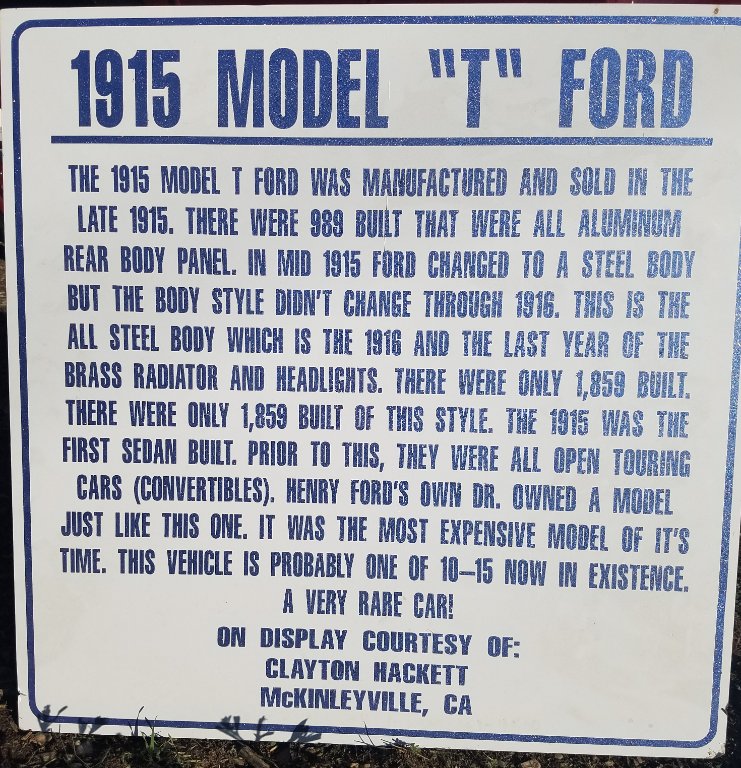 1915 MODEL "T" FORD
THE 1915 MODEL T FORD WAS MANUFACTURED AND SOLD IN THE
LATE 1915. THERE WERE 989 BUILT THAT WERE ALL ALUMINUM
REAR BODY PANEL. IN MID 1915 FORD CHANGED TO A STEEL BODY
BUT THE BODY STYLE DIDN'T CHANGE THROUGH 1916. THIS IS THE
ALL STEEL BODY WHICH IS THE 1916 AND THE LAST YEAR OF THE
BRASS RADIATOR AND HEADLIGHTS. THERE WERE ONLY 1,859 BUILT.
THERE WERE ONLY 1,859 BUILT OF THIS STYLE. THE 1915 WAS THE
FIRST SEDAN BUILT. PRIOR TO THIS, THEY WERE ALL OPEN TOURING
CARS (CONVERTIBLES). HENRY FORD'S OWN DR. OWNED A MODEL
JUST LIKE THIS ONE. IT WAS THE MOST EXPENSIVE MODEL OF IT'S
TIME. THIS VEHICLE IS PROBABLY ONE OF 10–15 NOW IN EXISTENCE.
A VERY RARE CAR!
ON DISPLAY COURTESY OF:
CLAYTON HACKETT
McKINLEYVILLE, CA